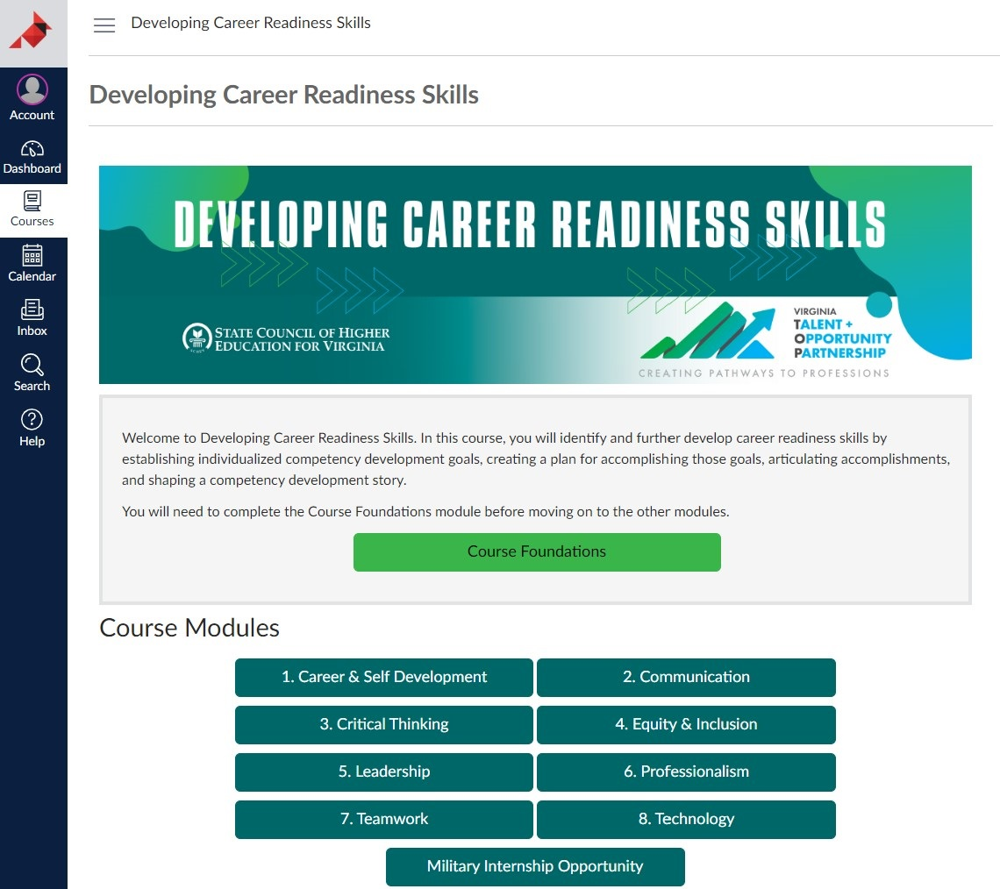 Developing Career Readiness Skills
Account
Dashboard
Courses
Calendar
Inbox
Search
Help
Developing Career Readiness Skills
DEVELOPING CAREER READINESS SKILLS
STATE COUNCIL OF HIGHER
EDUCATION FOR VIRGINIA
VIRGINIA
TALENT +
OPPORTUNITY
PARTNERSHIP
CREATING PATHWAYS TO PROFESSIONS
Welcome to Developing Career Readiness Skills. In this course, you will identify and further develop career readiness skills by
establishing individualized competency development goals, creating a plan for accomplishing those goals, articulating accomplishments,
and shaping a competency development story.
You will need to complete the Course Foundations module before moving on to the other modules.
Course Foundations
Course Modules
1. Career & Self Development
2. Communication
3. Critical Thinking
4. Equity & Inclusion
5. Leadership
6. Professionalism
7. Teamwork
8. Technology
Military Internship Opportunity